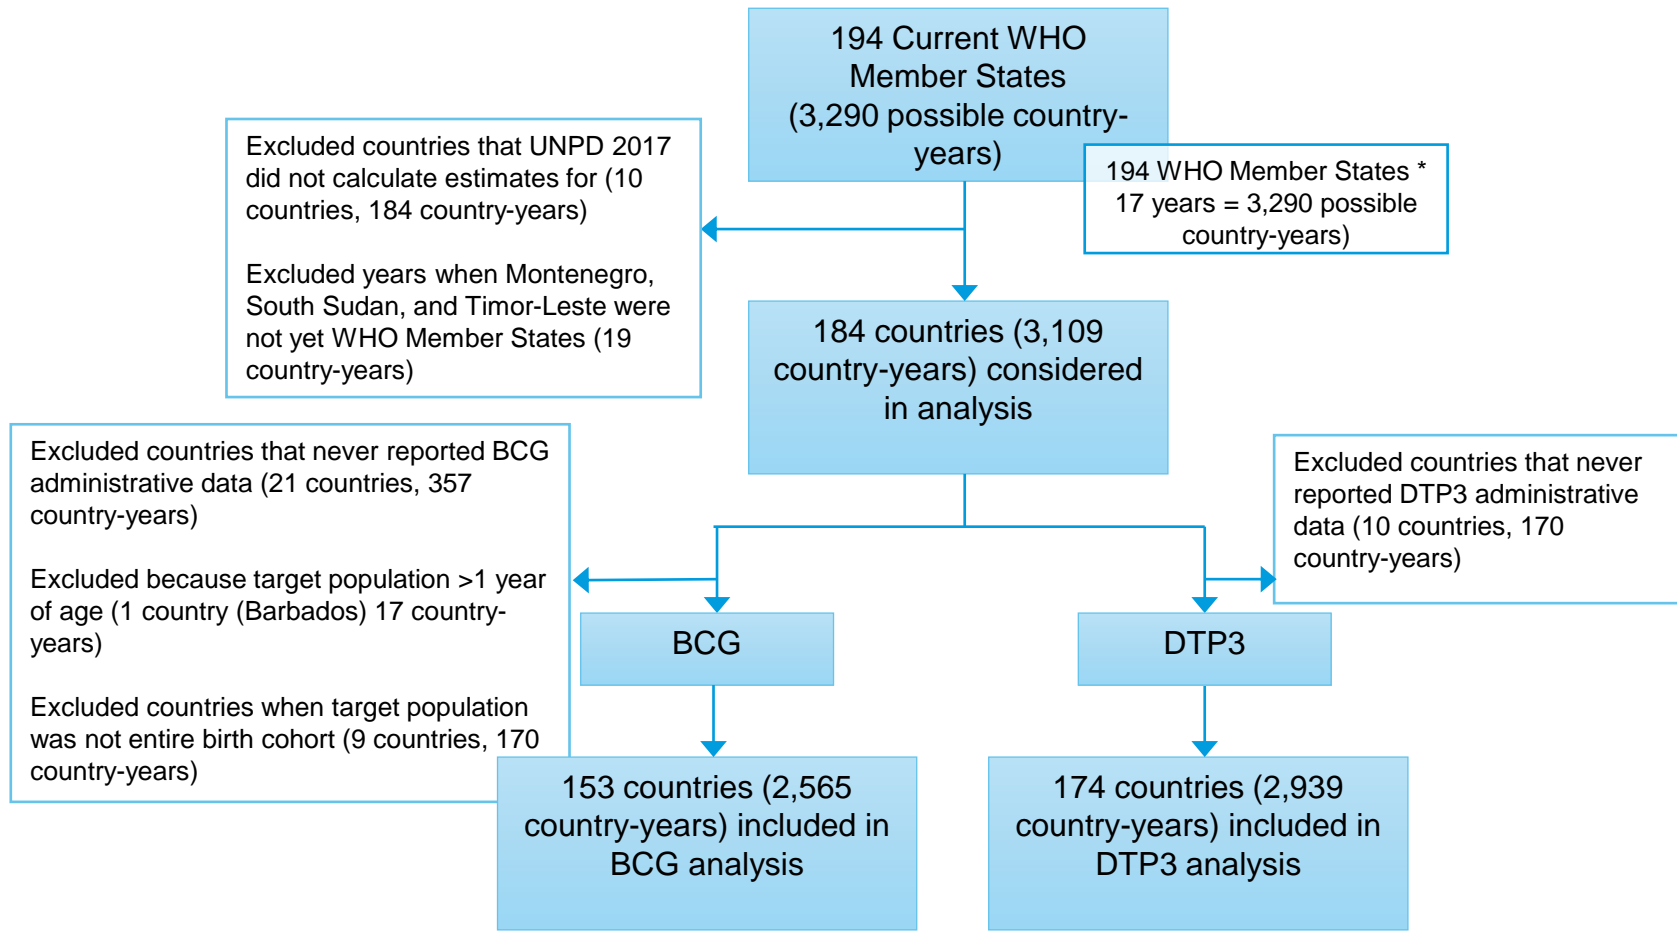 194 Current WHO
Member States
(3,290 possible country-
years)
194 WHO Member States *
17 years = 3,290 possible
country-years)
Excluded countries that UNPD 2017
did not calculate estimates for (10
countries, 184 country-years)
Excluded years when Montenegro,
South Sudan, and Timor-Leste were
not yet WHO Member States (19
country-years)
184 countries (3,109
country-years) considered
in analysis
Excluded countries that never reported BCG
administrative data (21 countries, 357
country-years)
Excluded because target population >1 year
of age (1 country (Barbados) 17 country-
years)
Excluded countries when target population
was not entire birth cohort (9 countries, 170
country-years)
Excluded countries that never
reported DTP3 administrative
data (10 countries, 170
country-years)
BCG
DTP3
153 countries (2,565
country-years) included in
BCG analysis
174 countries (2,939
country-years) included in
DTP3 analysis